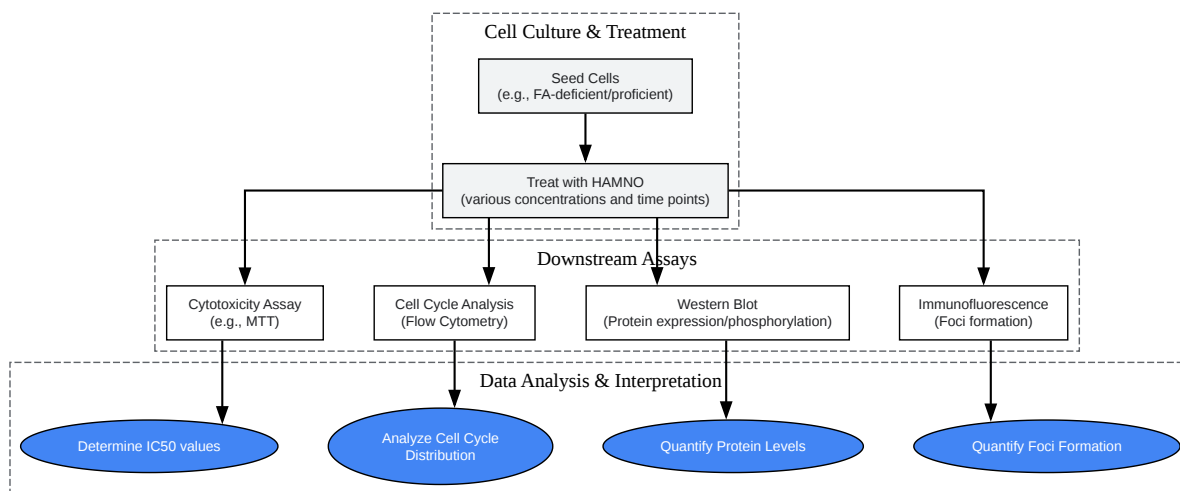 Cell Culture & Treatment
Seed Cells
(e.g., FA-deficient/proficient)
Treat with HAMNO
(various concentrations and time points)
Downstream Assays
Cytotoxicity Assay
(e.g., MTT)
Cell Cycle Analysis
(Flow Cytometry)
Western Blot
(Protein expression/phosphorylation)
Immunofluorescence
(Foci formation)
Data Analysis & Interpretation
Determine IC50 values
Analyze Cell Cycle
Distribution
Quantify Protein Levels
Quantify Foci Formation